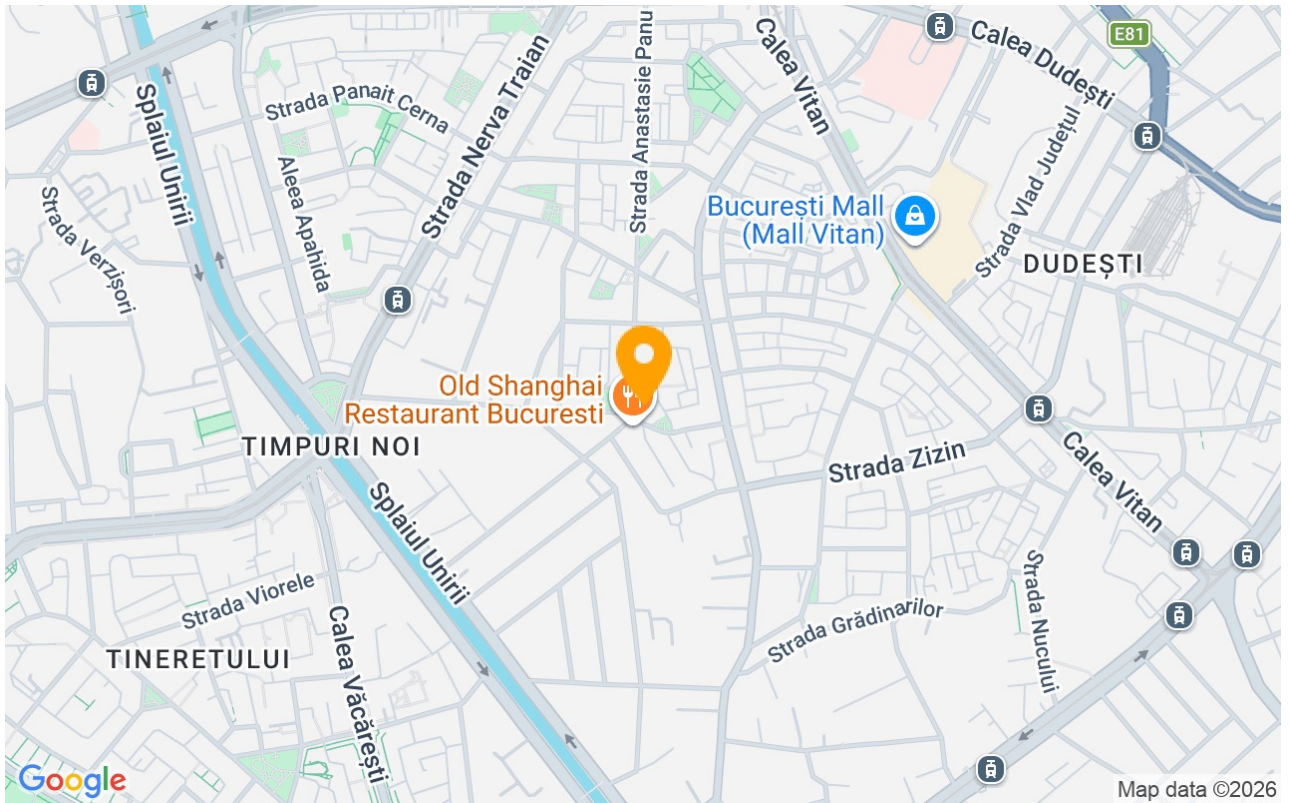 E81
Calea Dudești
Calea Vitan
Strada Anastasie Panu
Strada Nerva Traian
Strada Panait Cerna
Splaiul Unirii
Aleea Apahida
Strada Verzișori
Strada Vlad Județul
București Mall
(Mall Vitan)
DUDEȘTI
Old Shanghai
Restaurant Bucuresti
TIMPURI NOI
Strada Zizin
Calea Vitan
Splaiul Unirii
Strada Viorele
Strada Grădinarilor
Strada Nucului
TINERETULUI
Calea Văcărești
Google
Map data ©2026